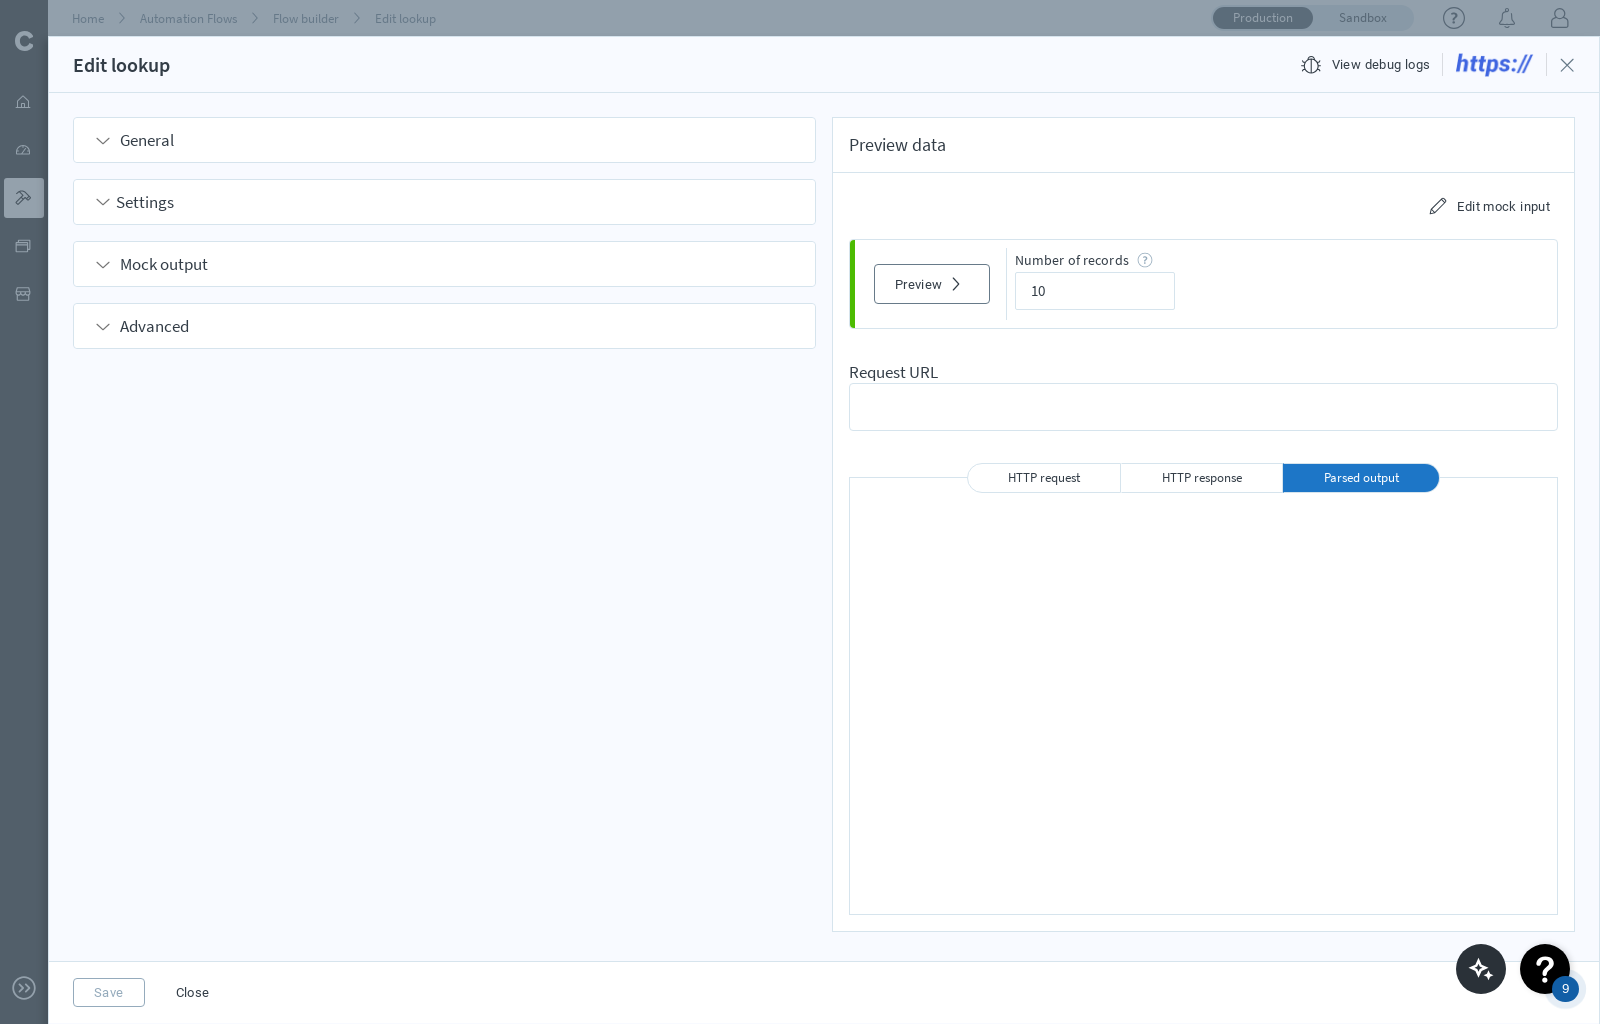 Home
Automation Flows
Flow builder
Edit lookup
Production
Sandbox
?
C
Edit lookup
View debug logs
https://
General
Settings
Mock output
Advanced
Preview data
Edit mock input
Preview
Number of records ?
10
Request URL
HTTP request
HTTP response
Parsed output
Save
Close
?
9